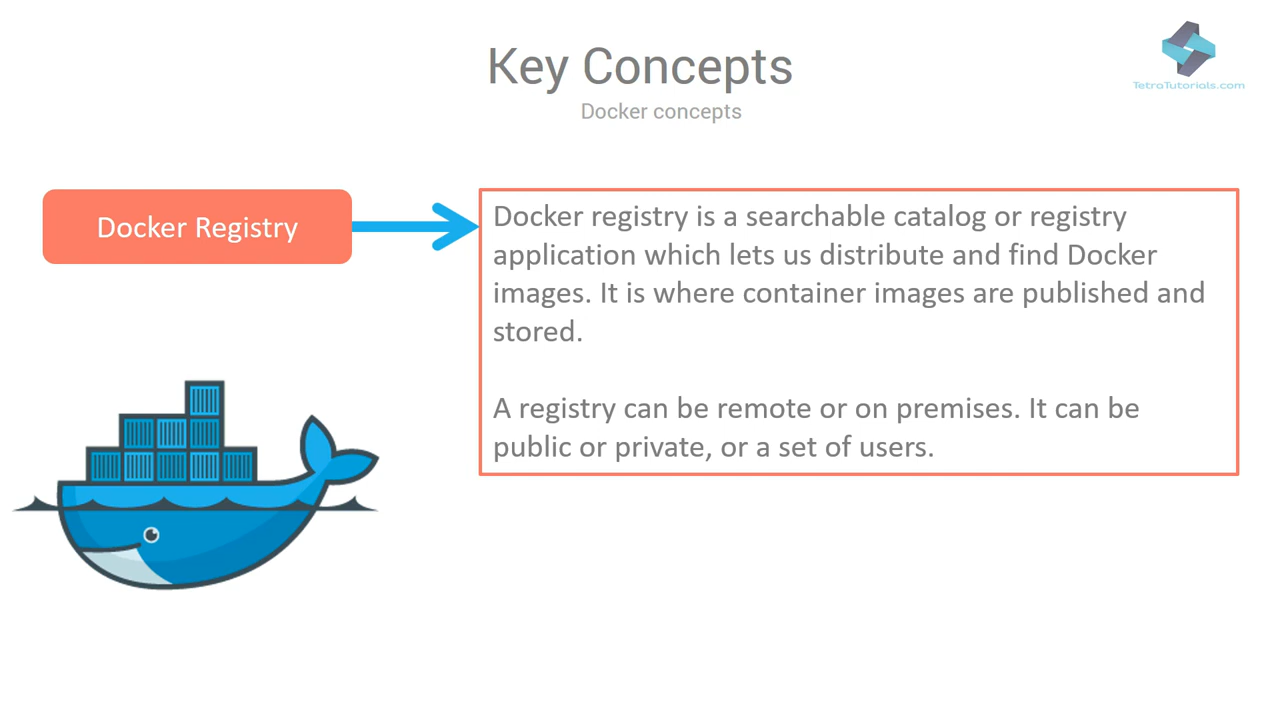 Key Concepts
Docker concepts
TetraTutorials.com
Docker Registry
Docker registry is a searchable catalog or registry
application which lets us distribute and find Docker
images. It is where container images are published and
stored.
A registry can be remote or on premises. It can be
public or private, or a set of users.